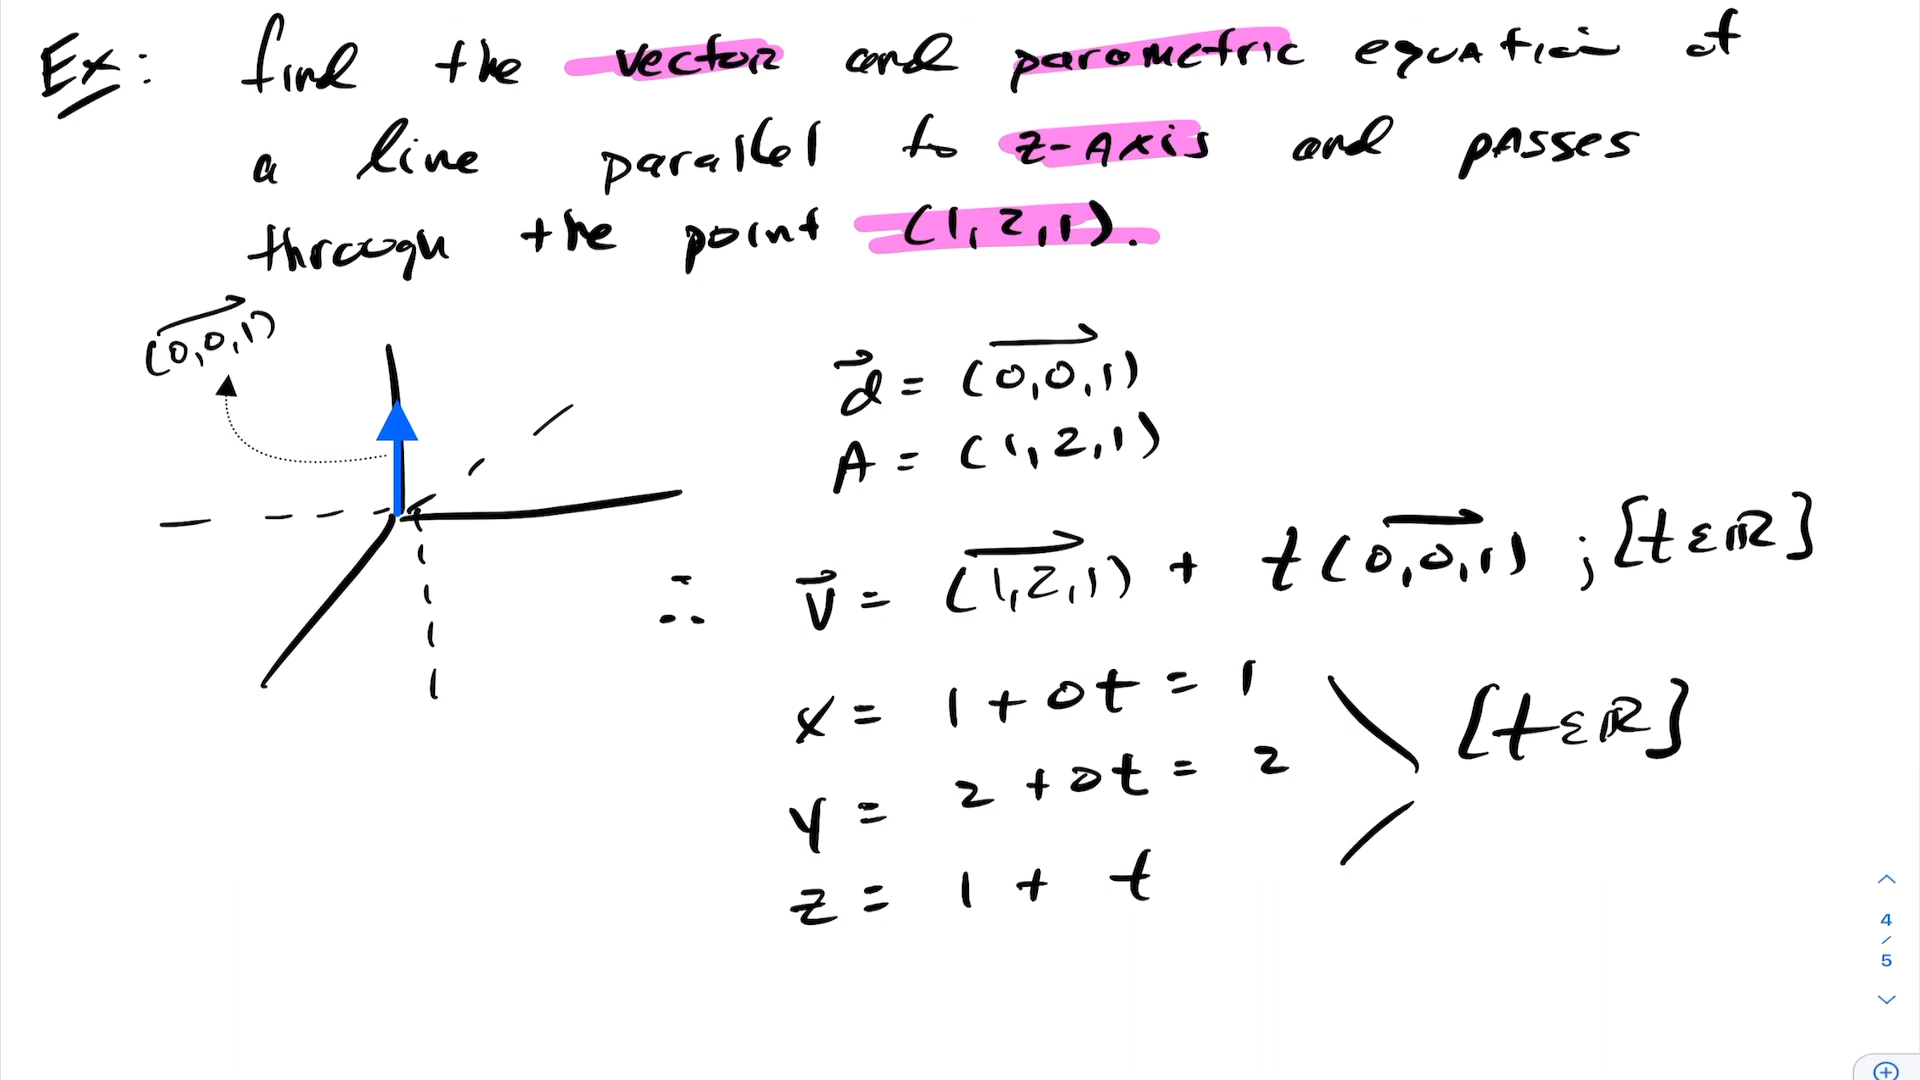 Ex: find the vector and parametric equation of
a line parallel to z-Axis and passes
through the point (1,2,1).
(0,0,1)
d = (0,0,1)
A = (1,2,1)
∴ v = (1,2,1) + t(0,0,1) ; [t∈ℝ]
x = 1+0t = 1
y = 2+0t = 2
z = 1 + t
[t∈ℝ]
4
/
5